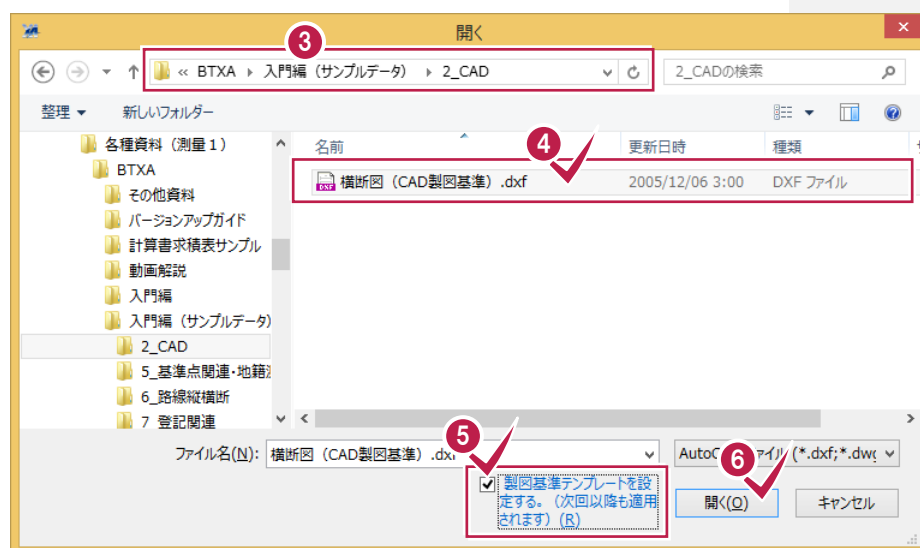 開く
3
« BTXA ▸ 入門編（サンプルデータ） ▸ 2_CAD
2_CADの検索
整理 ▼ 新しいフォルダー
各種資料（測量１）
BTXA
その他資料
バージョンアップガイド
計算書求積表サンプル
動画解説
入門編
入門編（サンプルデータ）
2_CAD
5_基準点関連・地籍
6_路線縦横断
7_登記関連
名前 更新日時 種類
4
DXF 横断図（CAD製図基準）.dxf 2005/12/06 3:00 DXF ファイル
5
6
ファイル名(N): 横断図（CAD製図基準）.dxf
(*.dxf;*.dwg
製図基準テンプレートを設
定する。（次回以降も適用
されます）(R)
開く(O) キャンセル